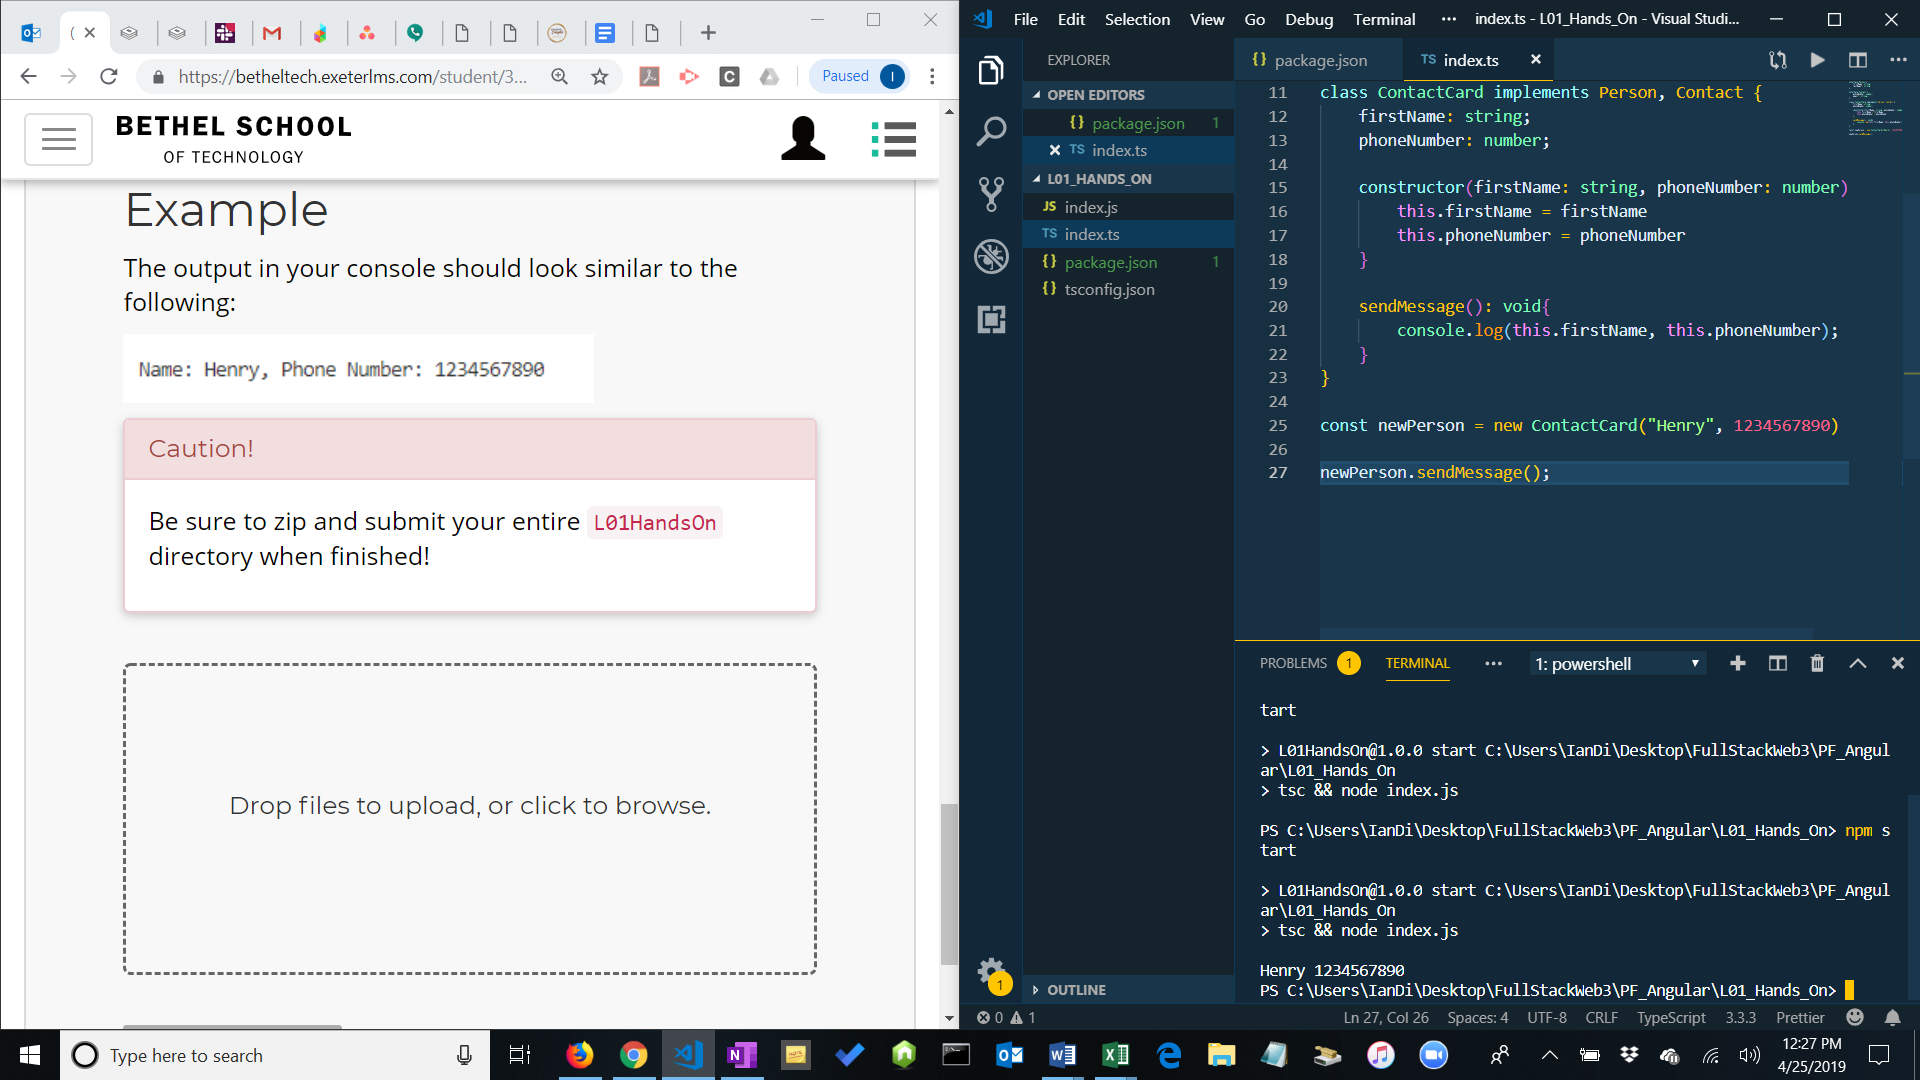 https://betheltech.exeterlms.com/student/3...
Paused
I
BETHEL SCHOOL
OF TECHNOLOGY
Example
The output in your console should look similar to the
following:
Name: Henry, Phone Number: 1234567890
Caution!
Be sure to zip and submit your entire L01HandsOn
directory when finished!
Drop files to upload, or click to browse.
File Edit Selection View Go Debug Terminal ··· index.ts - L01_Hands_On - Visual Studi...
EXPLORER
OPEN EDITORS
{} package.json 1
TS index.ts
L01_HANDS_ON
JS index.js
TS index.ts
{} package.json 1
{} tsconfig.json
OUTLINE
{} package.json
TS index.ts
11 class ContactCard implements Person, Contact {
12 firstName: string;
13 phoneNumber: number;
14
15 constructor(firstName: string, phoneNumber: number)
16 this.firstName = firstName
17 this.phoneNumber = phoneNumber
18 }
19
20 sendMessage(): void{
21 console.log(this.firstName, this.phoneNumber);
22 }
23 }
24
25 const newPerson = new ContactCard("Henry", 1234567890)
26
27 newPerson.sendMessage();
PROBLEMS 1 TERMINAL ··· 1: powershell
tart
> L01HandsOn@1.0.0 start C:\Users\IanDi\Desktop\FullStackWeb3\PF_Angul
ar\L01_Hands_On
> tsc && node index.js
PS C:\Users\IanDi\Desktop\FullStackWeb3\PF_Angular\L01_Hands_On> npm s
tart
> L01HandsOn@1.0.0 start C:\Users\IanDi\Desktop\FullStackWeb3\PF_Angul
ar\L01_Hands_On
> tsc && node index.js
Henry 1234567890
PS C:\Users\IanDi\Desktop\FullStackWeb3\PF_Angular\L01_Hands_On>
1
0 1 Ln 27, Col 26 Spaces: 4 UTF-8 CRLF TypeScript 3.3.3 Prettier
Type here to search
12:27 PM
4/25/2019